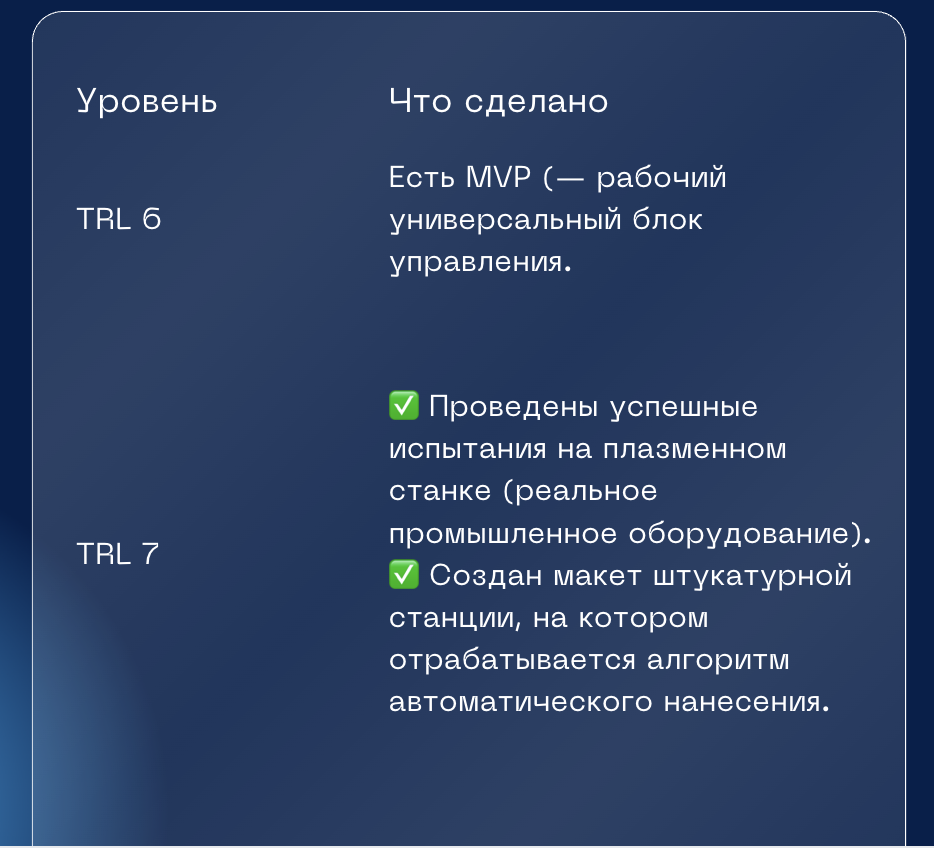 Уровень
Что сделано
TRL 6
Есть MVP (— рабочий
универсальный блок
управления.
TRL 7
✅ Проведены успешные
испытания на плазменном
станке (реальное
промышленное оборудование).
✅ Создан макет штукатурной
станции, на котором
отрабатывается алгоритм
автоматического нанесения.